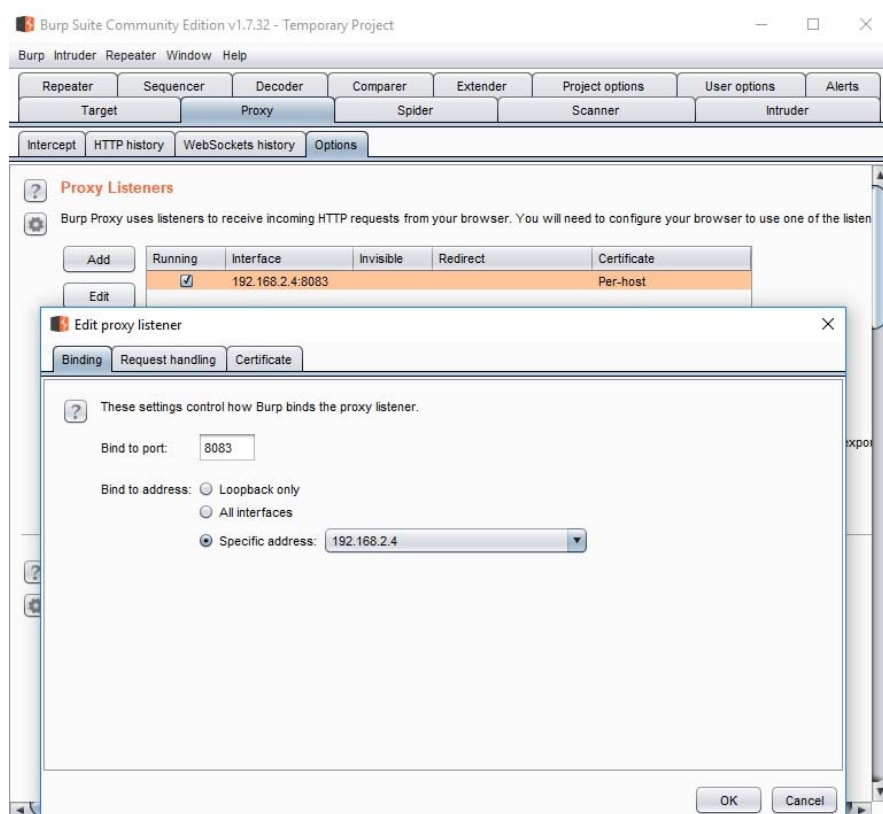 Burp Suite Community Edition v1.7.32 - Temporary Project
Burp Intruder Repeater Window Help
Repeater Sequencer Decoder Comparer Extender Project options User options Alerts
Target Proxy Spider Scanner Intruder
Intercept HTTP history WebSockets history Options
? Proxy Listeners
Burp Proxy uses listeners to receive incoming HTTP requests from your browser. You will need to configure your browser to use one of the listen
Add Running Interface Invisible Redirect Certificate
192.168.2.4:8083 Per-host
Edit
Edit proxy listener
Binding Request handling Certificate
? These settings control how Burp binds the proxy listener.
Bind to port: 8083
expor
Bind to address: Loopback only
All interfaces
Specific address: 192.168.2.4
?
OK Cancel